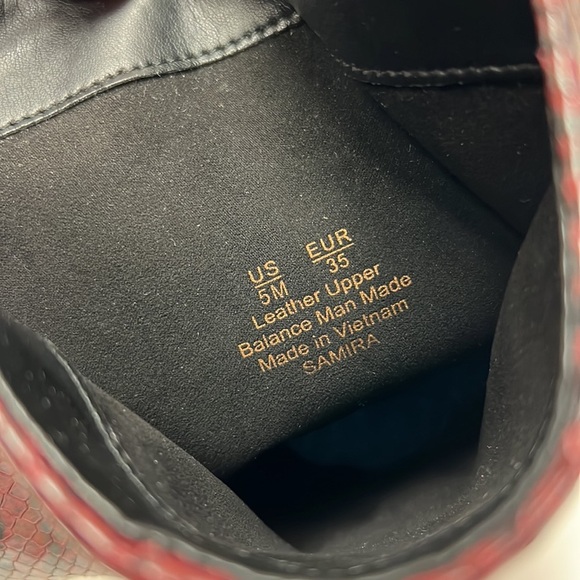 US EUR
5M 35
Leather Upper
Balance Man Made
Made in Vietnam
SAMIRA